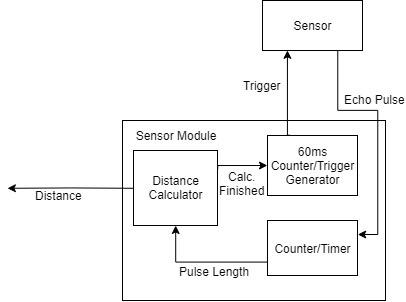 Sensor
Trigger
Echo Pulse
Sensor Module
60ms
Counter/Trigger
Generator
Distance
Calculator
Calc.
Finished
Distance
Counter/Timer
Pulse Length